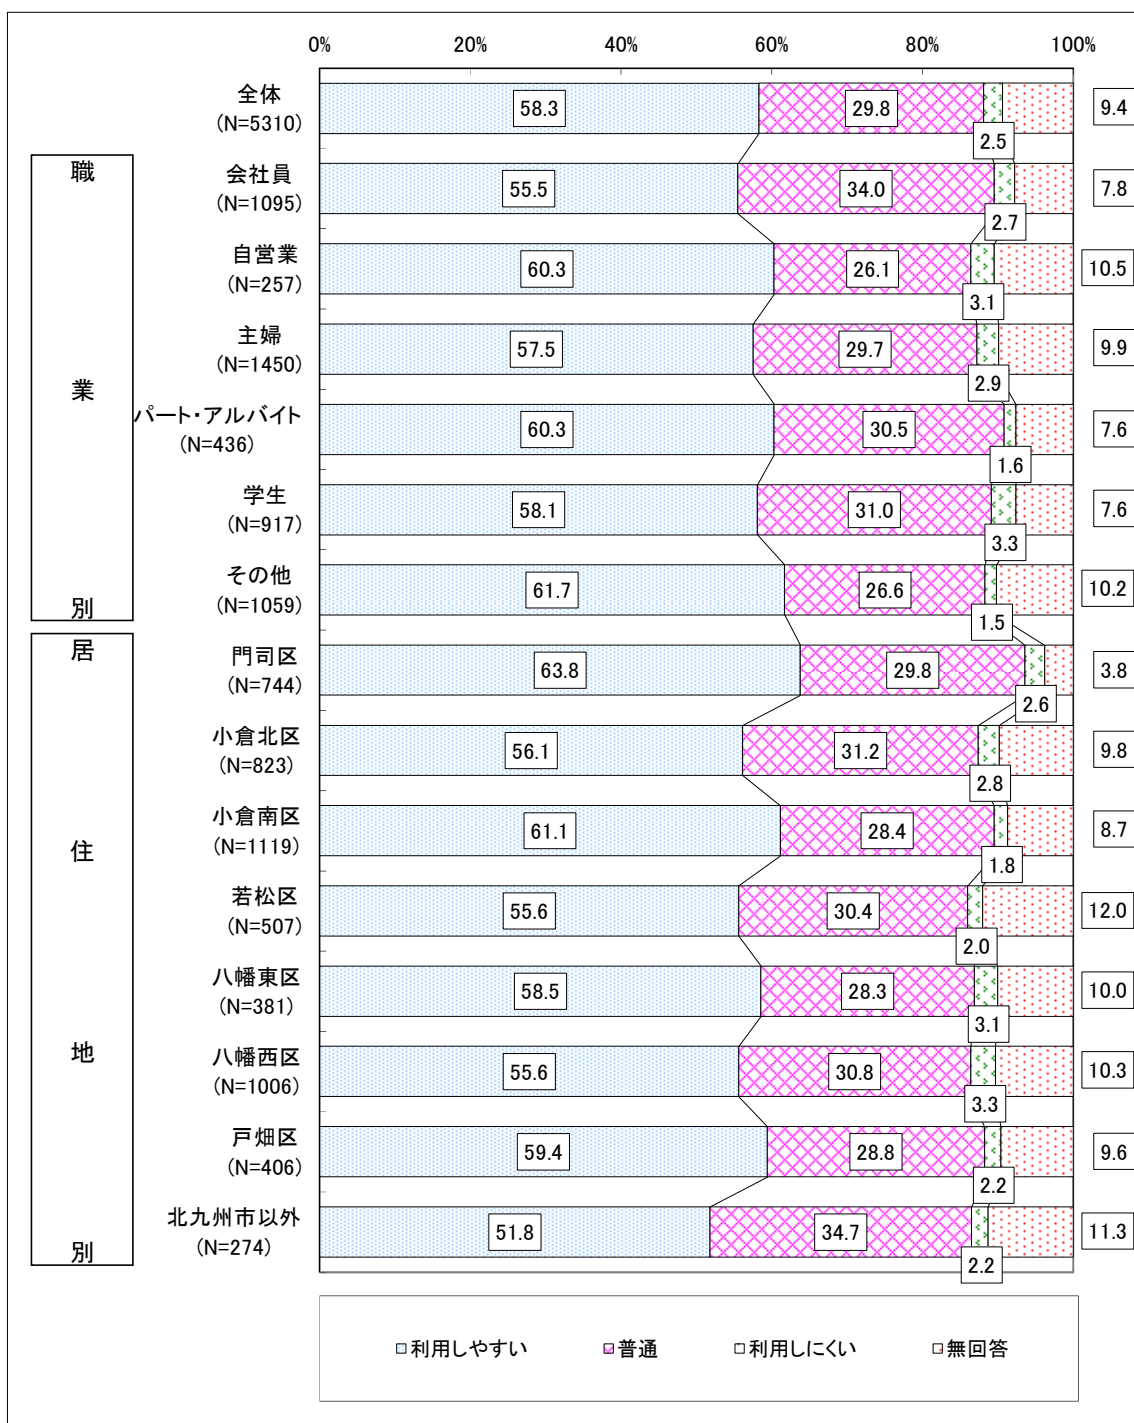 0% 20% 40% 60% 80% 100%
全体
(N=5310)
58.3 29.8 2.5 9.4
職業別
会社員
(N=1095)
55.5 34.0 2.7 7.8
自営業
(N=257)
60.3 26.1 3.1 10.5
主婦
(N=1450)
57.5 29.7 2.9 9.9
パート・アルバイト
(N=436)
60.3 30.5 1.6 7.6
学生
(N=917)
58.1 31.0 3.3 7.6
その他
(N=1059)
61.7 26.6 1.5 10.2
居住地別
門司区
(N=744)
63.8 29.8 2.6 3.8
小倉北区
(N=823)
56.1 31.2 2.8 9.8
小倉南区
(N=1119)
61.1 28.4 1.8 8.7
若松区
(N=507)
55.6 30.4 2.0 12.0
八幡東区
(N=381)
58.5 28.3 3.1 10.0
八幡西区
(N=1006)
55.6 30.8 3.3 10.3
戸畑区
(N=406)
59.4 28.8 2.2 9.6
北九州市以外
(N=274)
51.8 34.7 2.2 11.3
利用しやすい 普通 利用しにくい 無回答